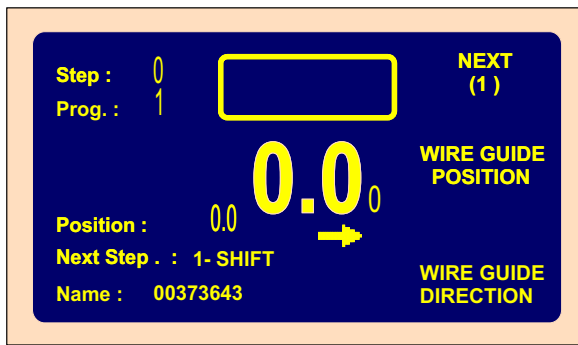 Step : 0
Prog. : 1
NEXT
(1 )
0.0 0
WIRE GUIDE
POSITION
Position : 0.0
Next Step . : 1- SHIFT
Name : 00373643
WIRE GUIDE
DIRECTION